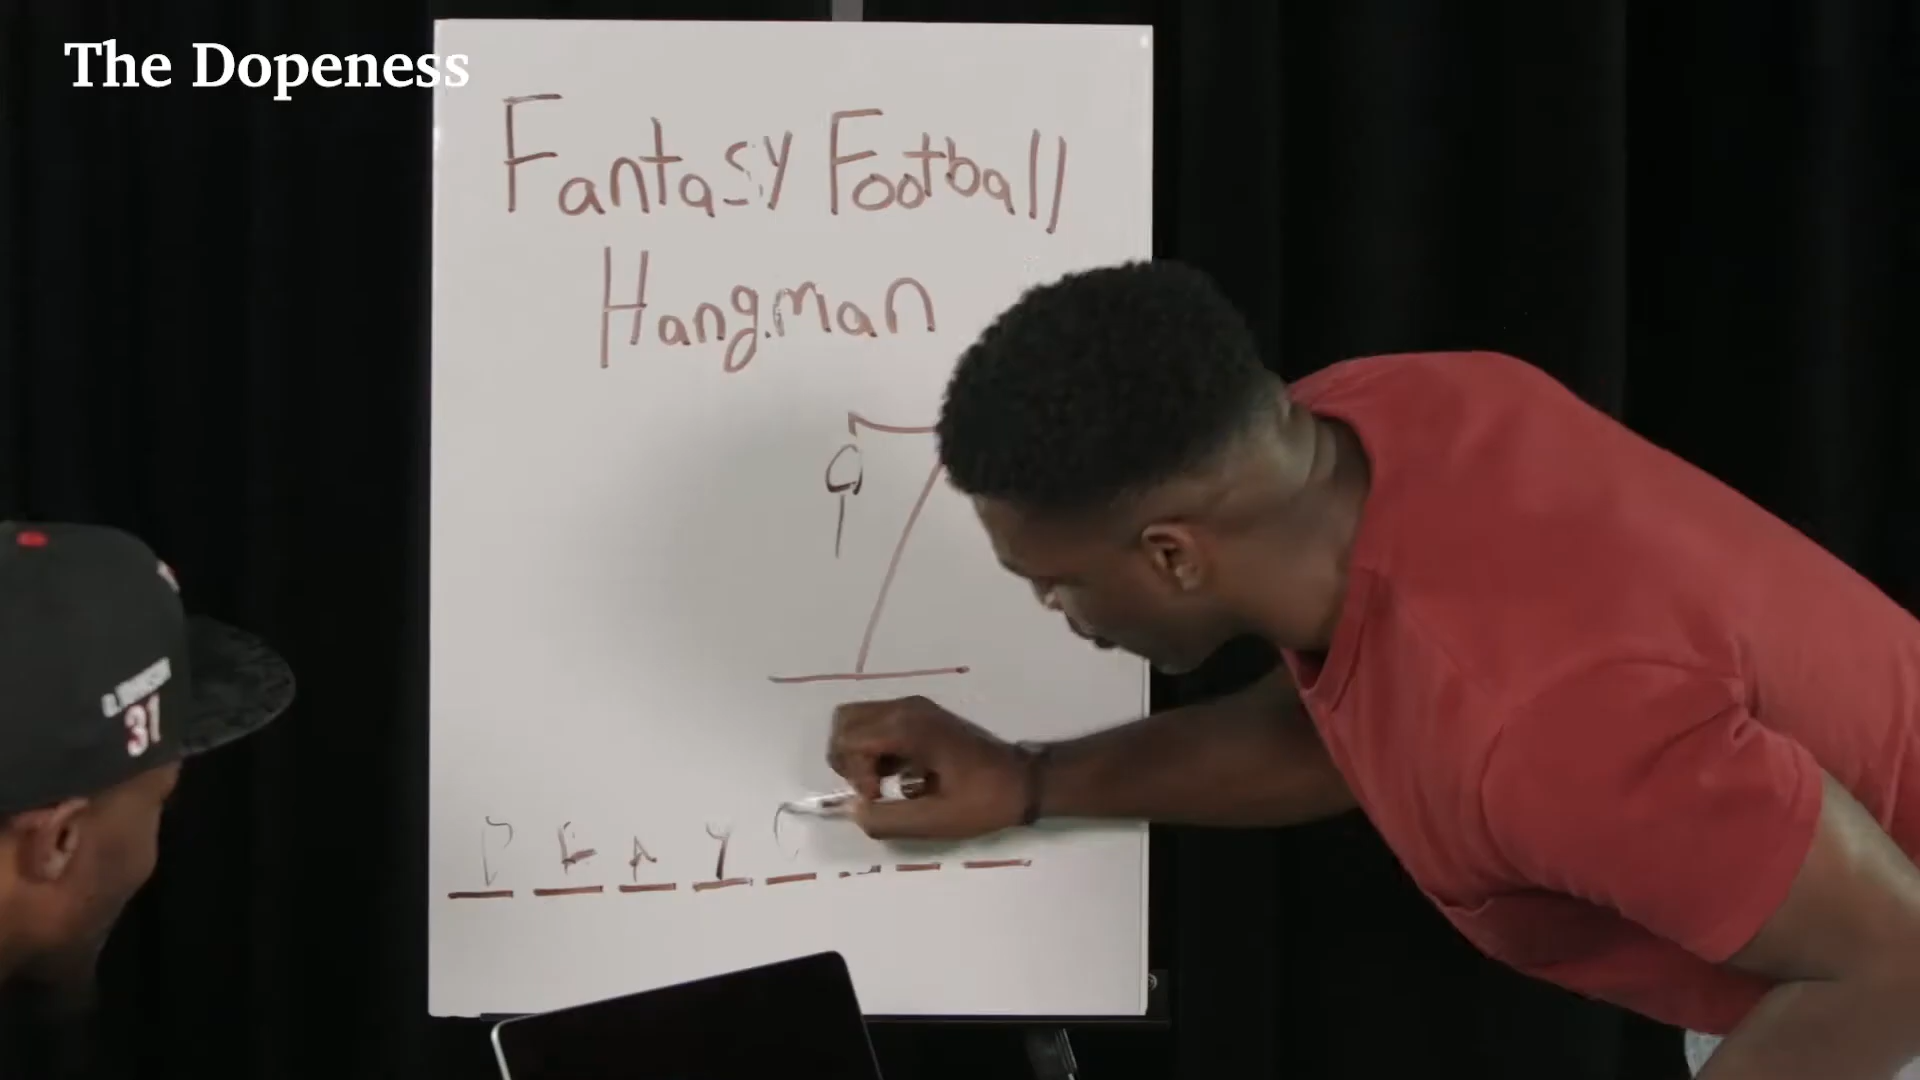 The Dopeness
Fantasy Football
Hangman
P E A Y
31